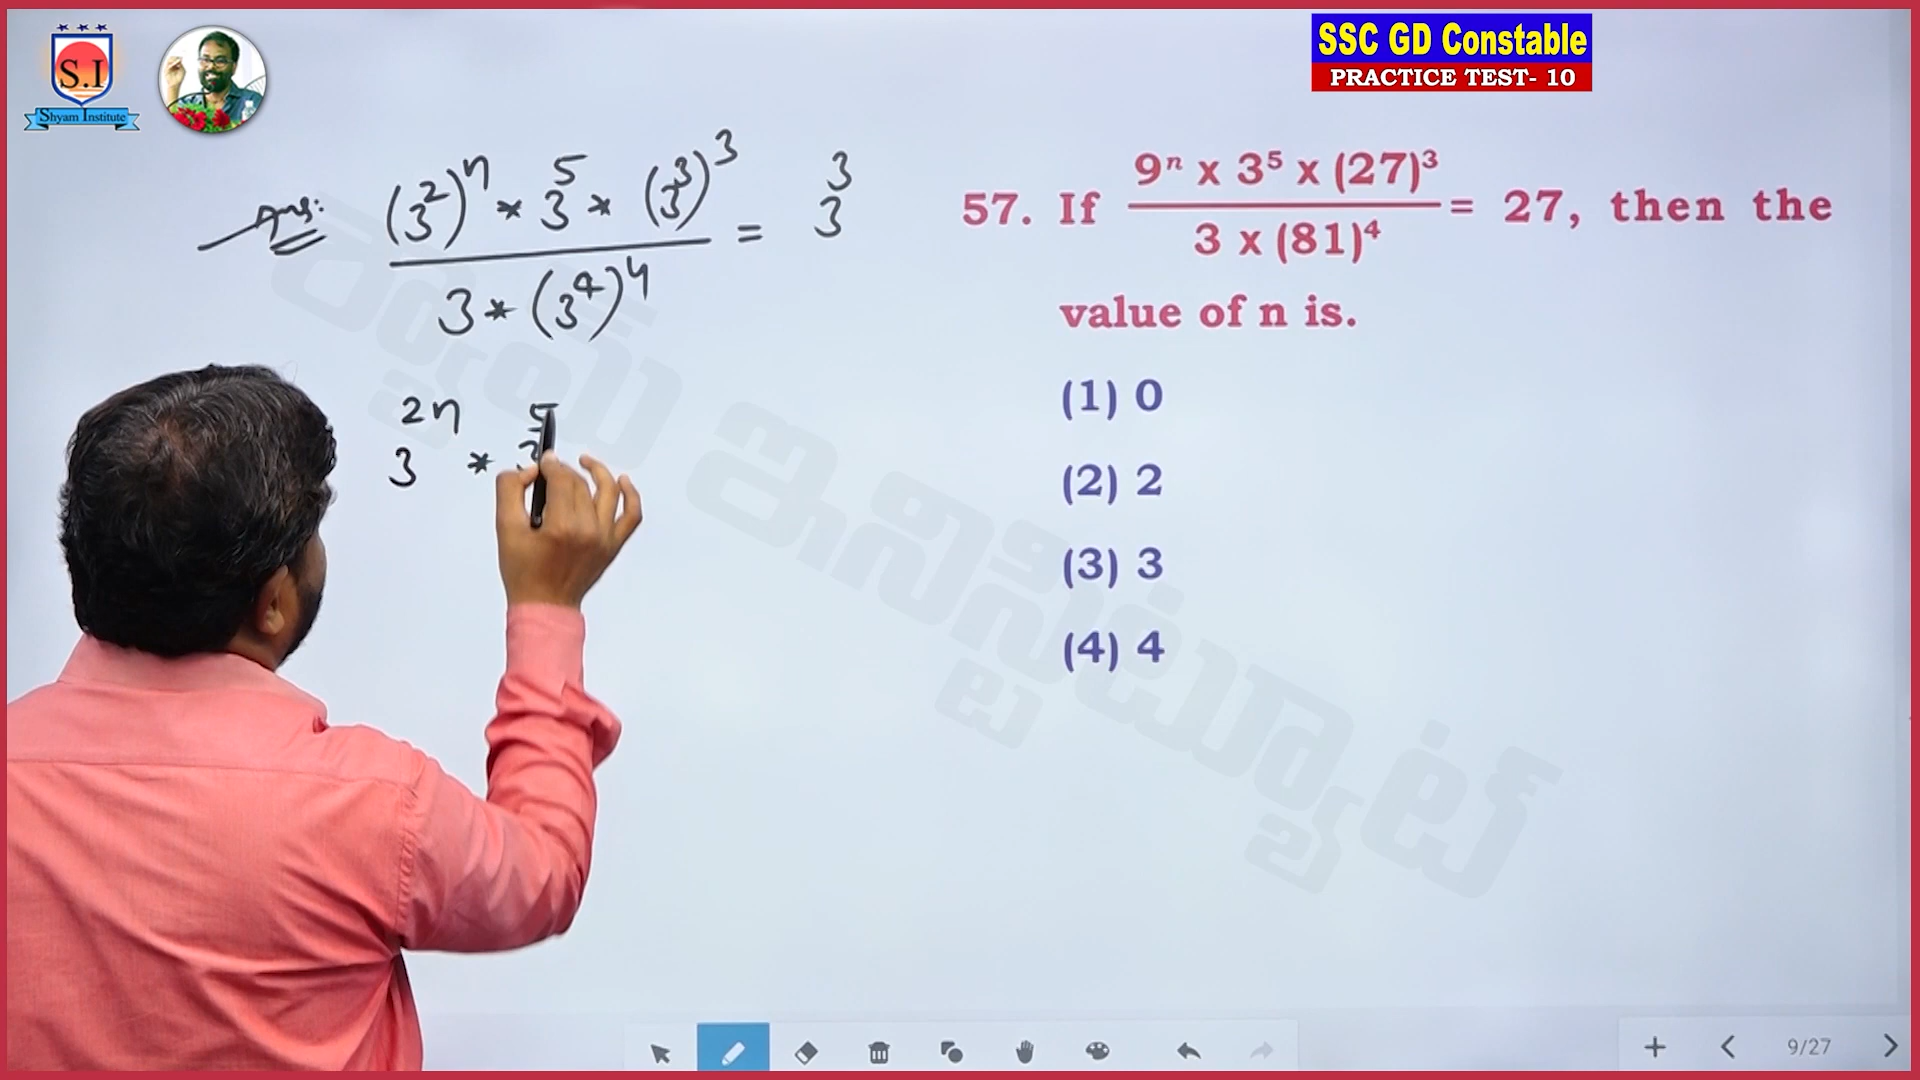 S.I
Shyam Institute
SSC GD Constable
PRACTICE TEST- 10
Ans: (3²)ⁿ * 3⁵ * (3³)³ / 3 * (3⁴)⁴ = 3³
3²ⁿ * 3⁵
57. If 9ⁿ x 3⁵ x (27)³ / 3 x (81)⁴ = 27, then the
value of n is.
(1) 0
(2) 2
(3) 3
(4) 4
శ్యామ్ ఇన్‌స్టిట్యూట్
9/27